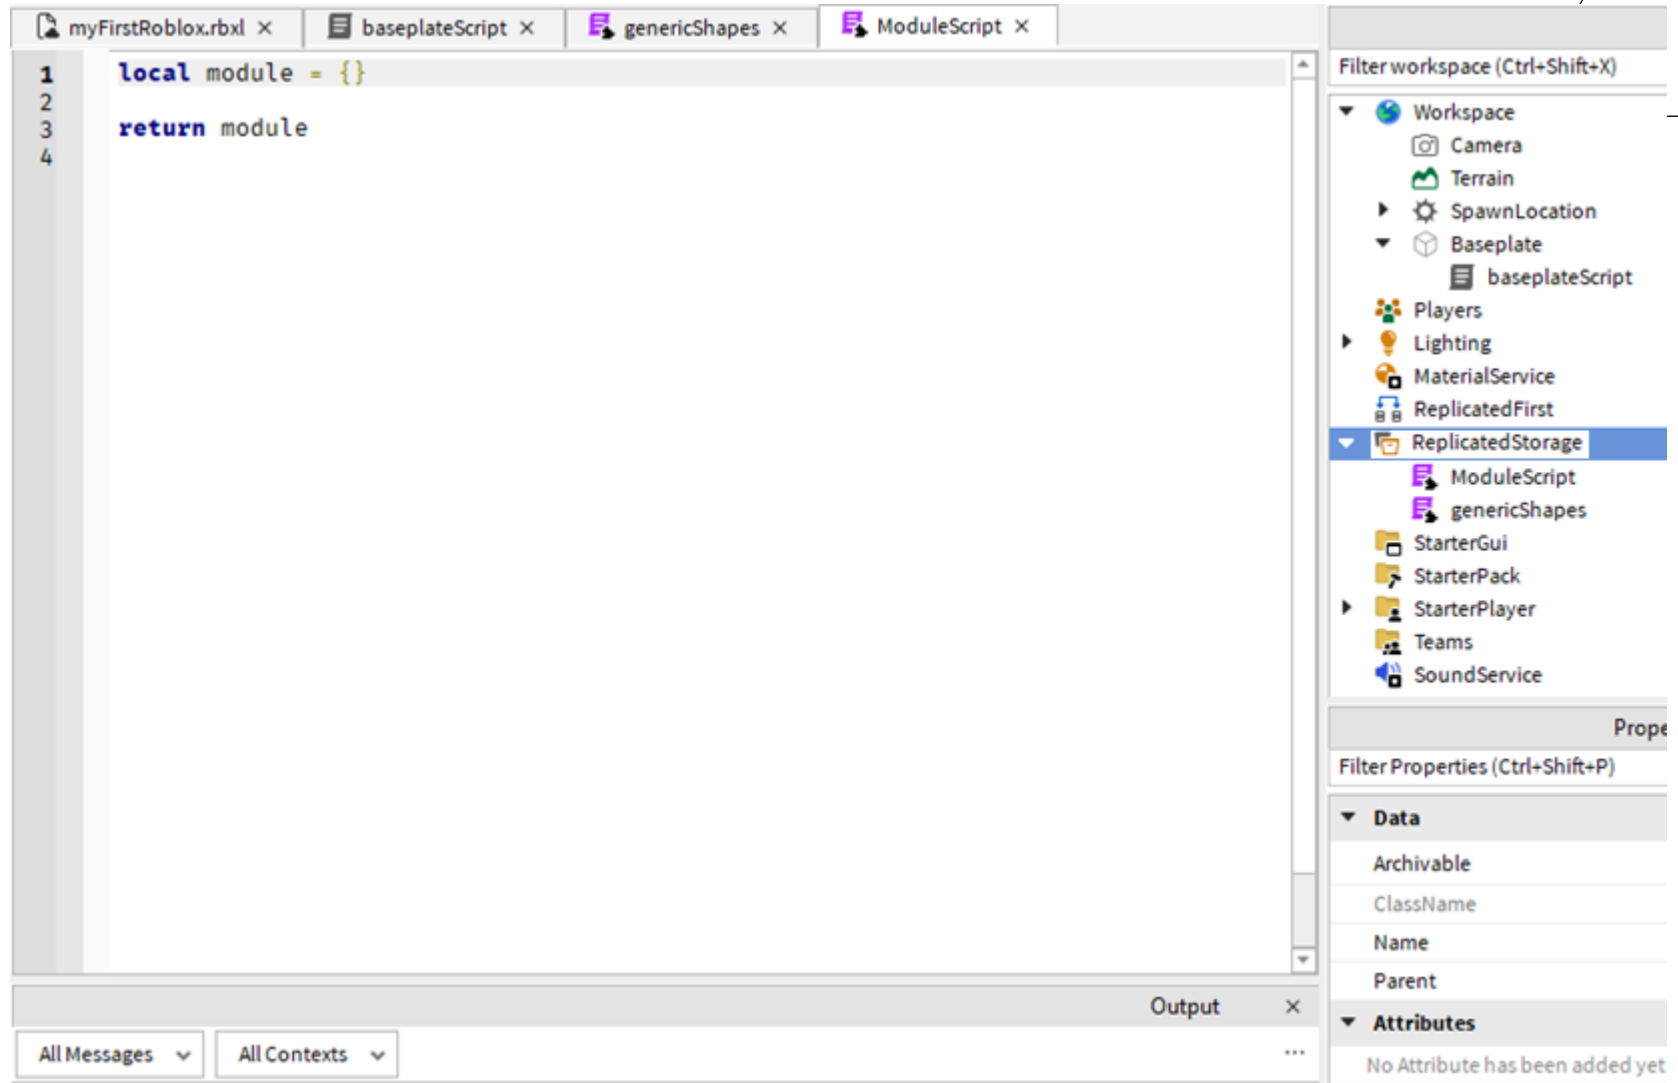 myFirstRoblox.rbxl
baseplateScript
genericShapes
ModuleScript
1 local module = {}
2
3 return module
4
Output
All Messages
All Contexts
...
Filter workspace (Ctrl+Shift+X)
Workspace
Camera
Terrain
SpawnLocation
Baseplate
baseplateScript
Players
Lighting
MaterialService
ReplicatedFirst
ReplicatedStorage
ModuleScript
genericShapes
StarterGui
StarterPack
StarterPlayer
Teams
SoundService
Prope
Filter Properties (Ctrl+Shift+P)
Data
Archivable
ClassName
Name
Parent
Attributes
No Attribute has been added yet